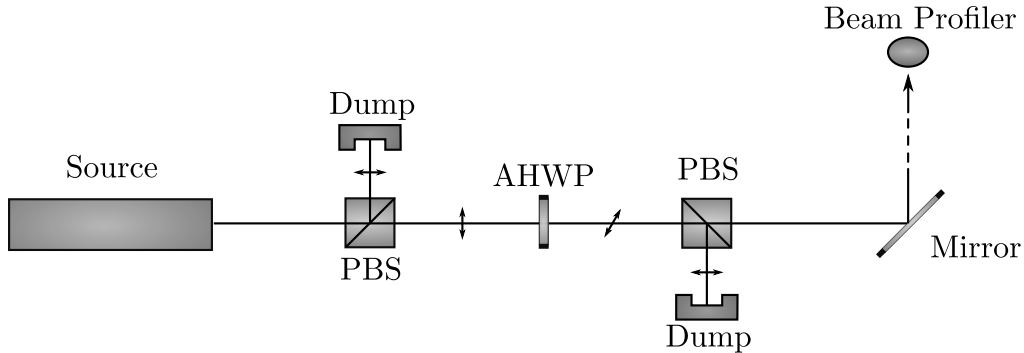 Beam Profiler
Dump
Source
AHWP
PBS
PBS
Mirror
Dump